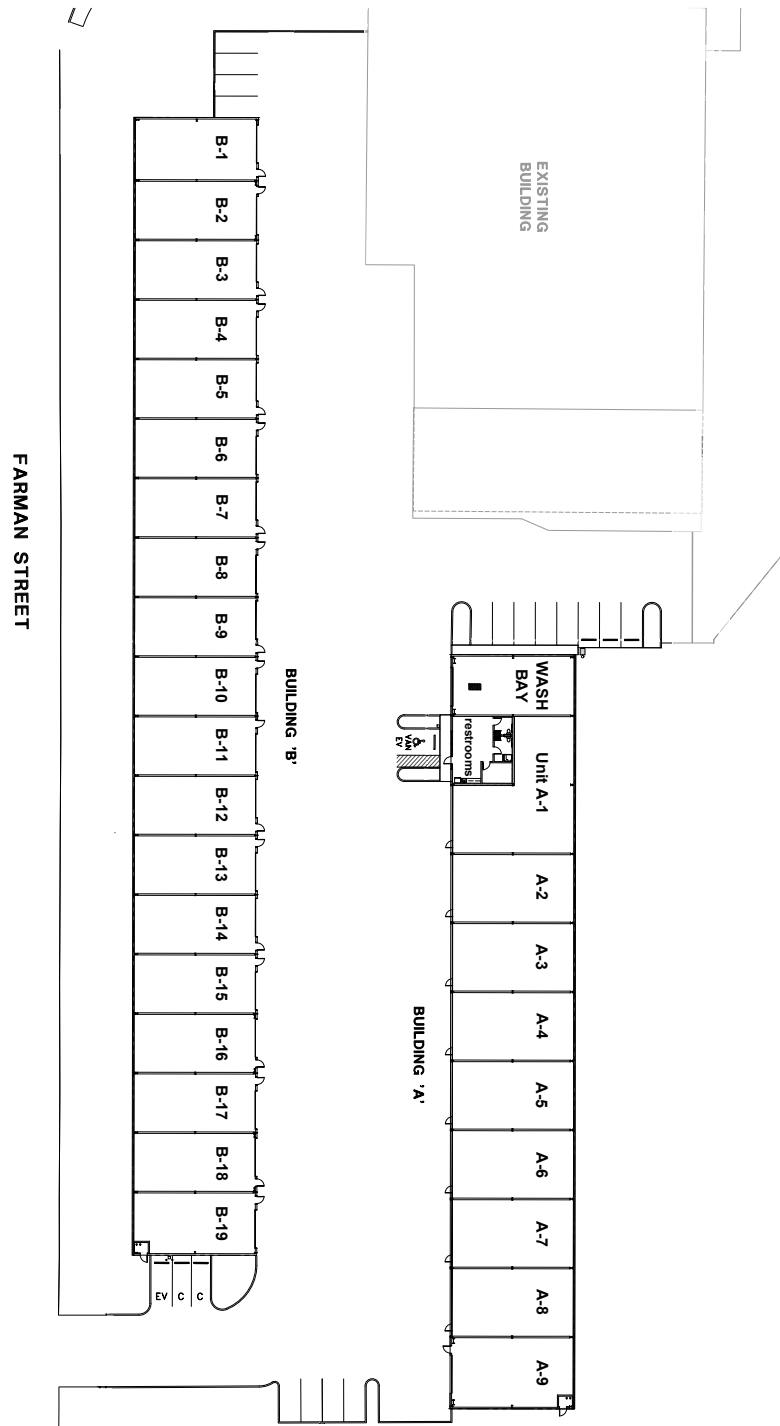 EXISTING
BUILDING
FARMAN STREET
BUILDING 'B'
B-1
B-2
B-3
B-4
B-5
B-6
B-7
B-8
B-9
B-10
B-11
B-12
B-13
B-14
B-15
B-16
B-17
B-18
B-19
EV
C
C
BUILDING 'A'
WASH
BAY
restrooms
VAN
EV
Unit A-1
A-2
A-3
A-4
A-5
A-6
A-7
A-8
A-9